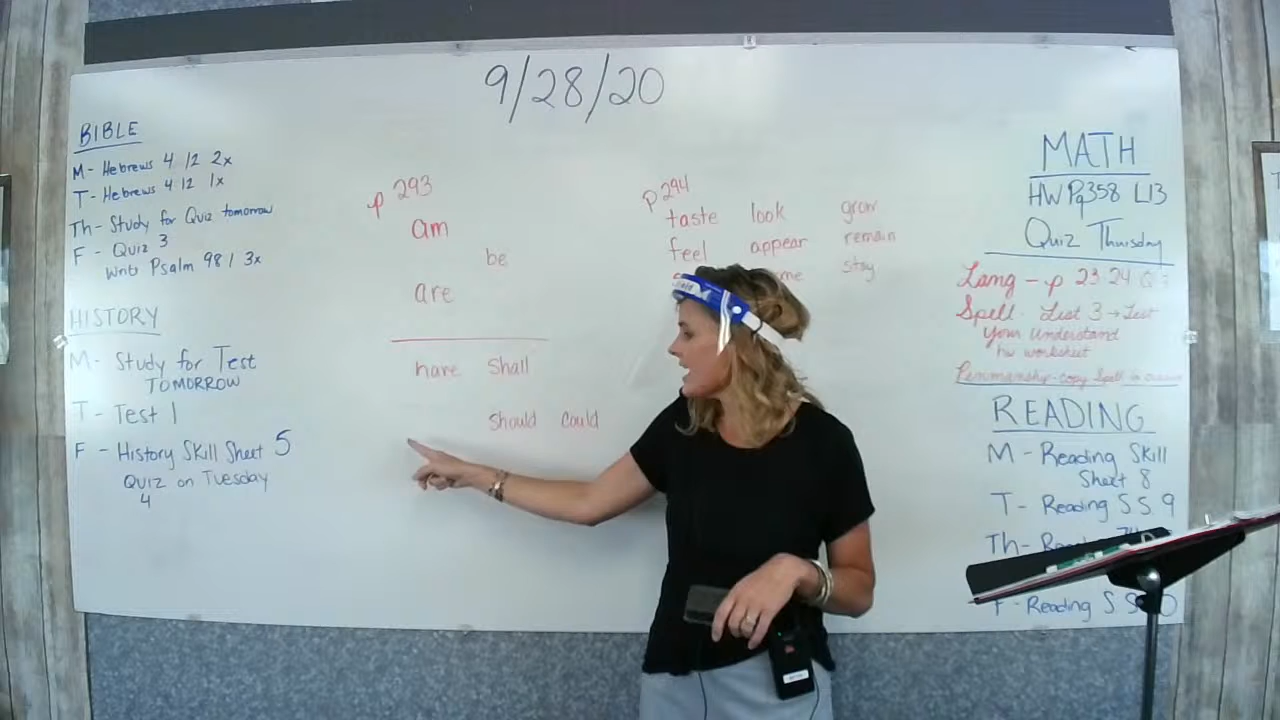 9/28/20
BIBLE
M - Hebrews 4 12 2x
T - Hebrews 4 12 1x
Th - Study for Quiz tomorrow
F - Quiz 3
Write Psalm 98 1 3x
HISTORY
M - Study for Test
TOMORROW
T - Test 1
F - History Skill Sheet 5
Quiz on Tuesday
4
p 293
am
be
are
have shall
should could
p 294
taste look grow
feel appear remain
stay
MATH
HW Pg 358 L13
Quiz Thursday
Lang - p 23 24
Spell. List 3 → Test
Your Understand
hw worksheet
Penmanship - copy Spell in cursive
READING
M - Reading Skill
Sheet 8
T - Reading S S 9
Th -
F - Reading S S